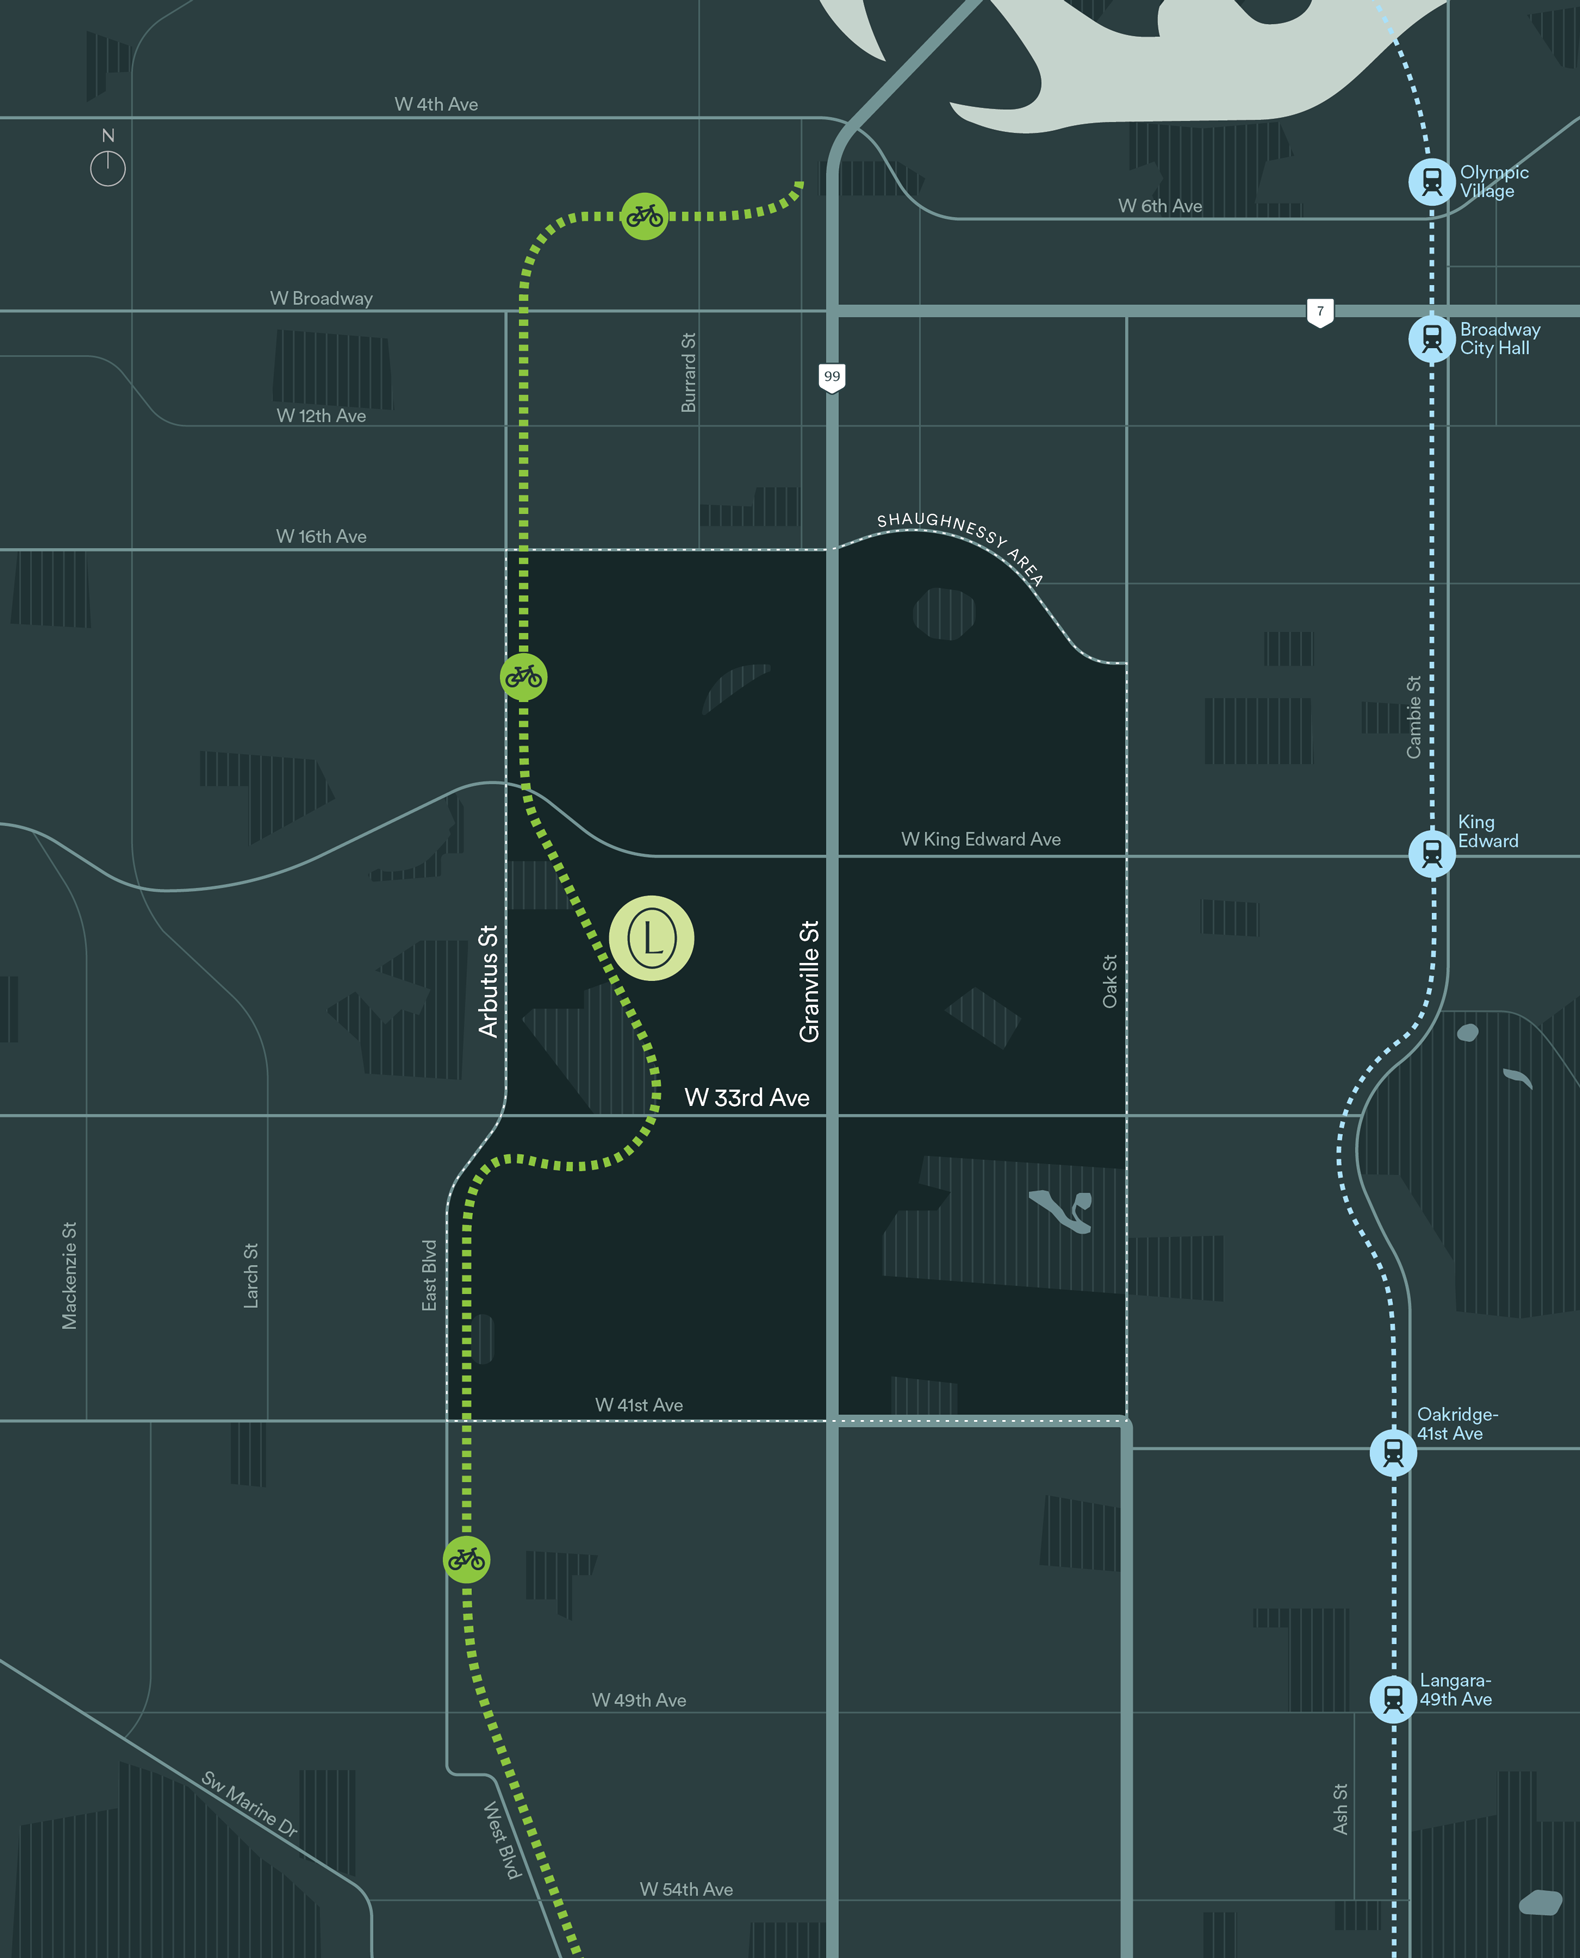 W 4th Ave
N
Olympic
Village
W 6th Ave
W Broadway
7
Broadway
City Hall
Burrard St
99
W 12th Ave
SHAUGHNESSY AREA
W 16th Ave
Cambie St
King
Edward
W King Edward Ave
L
Arbutus St
Granville St
Oak St
W 33rd Ave
Mackenzie St
Larch St
East Blvd
W 41st Ave
Oakridge-
41st Ave
Langara-
49th Ave
W 49th Ave
Sw Marine Dr
West Blvd
Ash St
W 54th Ave